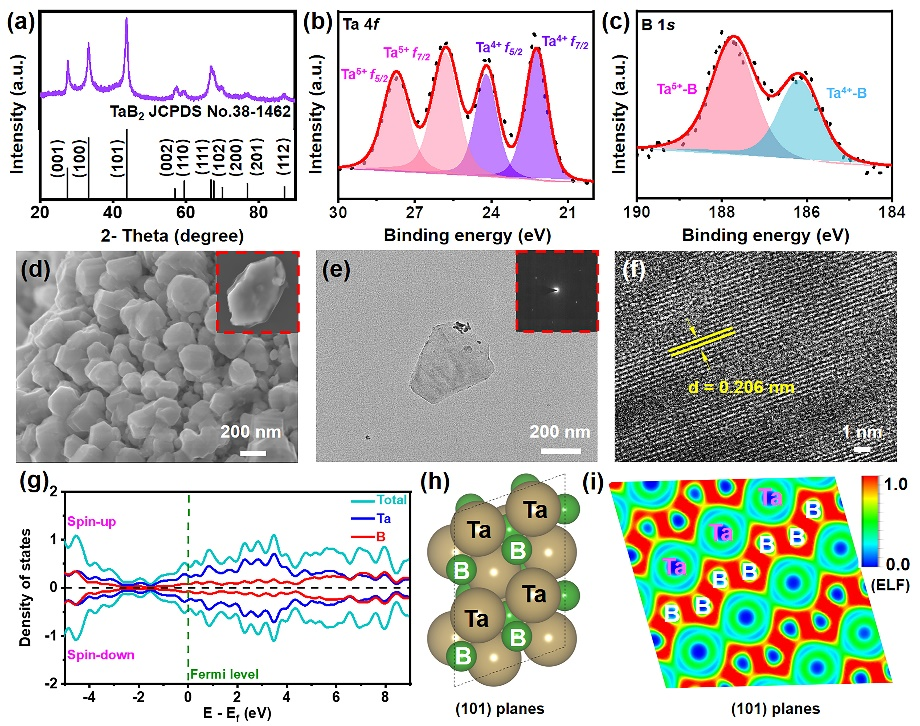 (a)
TaB2 JCPDS No.38-1462
(001)
(100)
(101)
(002)
(110)
(111)
(102)
(200)
(201)
(112)
Intensity (a.u.)
20 40 60 80
2- Theta (degree)
(b)
Ta 4f
Ta5+ f5/2
Ta5+ f7/2
Ta4+ f5/2
Ta4+ f7/2
Intensity (a.u.)
30 27 24 21
Binding energy (eV)
(c)
B 1s
Ta5+-B
Ta4+-B
Intensity (a.u.)
190 188 186 184
Binding energy (eV)
(d)
200 nm
(e)
200 nm
(f)
d = 0.206 nm
1 nm
(g)
Spin-up
Total
Ta
B
Spin-down
Fermi level
Density of states
2
1
0
-1
-2
-4 -2 0 2 4 6 8
E - Ef (eV)
(h)
Ta
Ta
B
B
Ta
Ta
B
B
(101) planes
(i)
Ta
B
Ta
B
B
Ta
B
B
B
B
1.0
0.0
(ELF)
(101) planes